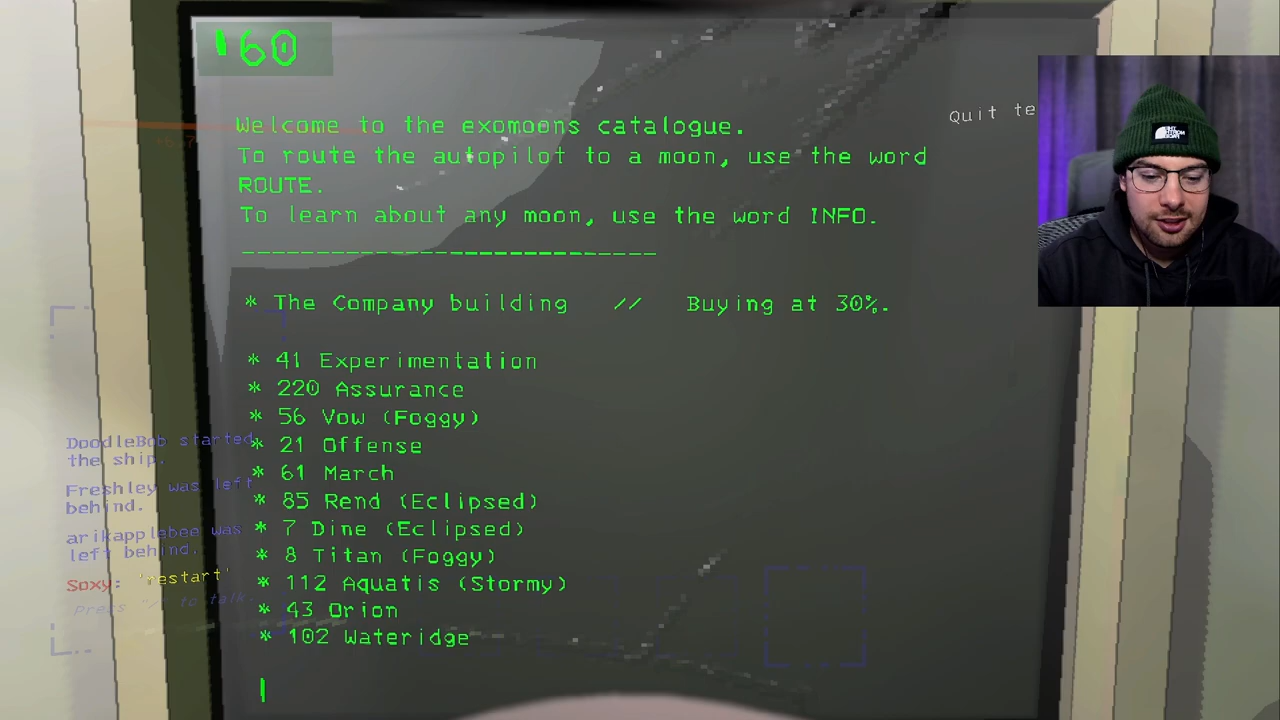 ▮60
Welcome to the exomoons catalogue.
To route the autopilot to a moon, use the word
ROUTE.
To learn about any moon, use the word INFO.
----------------------------
* The Company building // Buying at 30%.
* 41 Experimentation
* 220 Assurance
* 56 Vow (Foggy)
* 21 Offense
* 61 March
* 85 Rend (Eclipsed)
* 7 Dine (Eclipsed)
* 8 Titan (Foggy)
* 112 Aquatis (Stormy)
* 43 Orion
* 102 Wateridge
Quit te
DoodleBob started
the ship.
Freshley was left
behind.
arikapplebee was
left behind.
Soxy: 'restart'
Press "/" to talk.